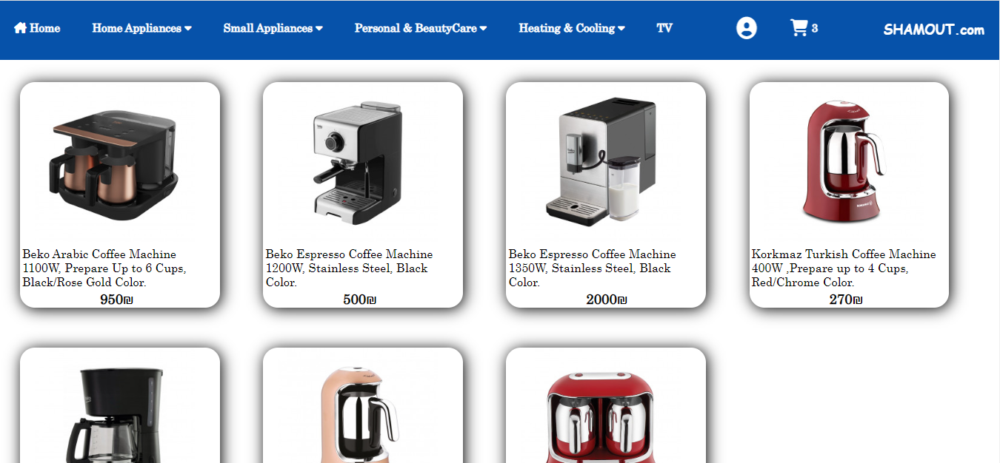 Home
Home Appliances
Small Appliances
Personal & BeautyCare
Heating & Cooling
TV
3
SHAMOUT.com
Beko Arabic Coffee Machine
1100W, Prepare Up to 6 Cups,
Black/Rose Gold Color.
950₪
Beko Espresso Coffee Machine
1200W, Stainless Steel, Black
Color.
500₪
Beko Espresso Coffee Machine
1350W, Stainless Steel, Black
Color.
2000₪
Korkmaz Turkish Coffee Machine
400W ,Prepare up to 4 Cups,
Red/Chrome Color.
270₪